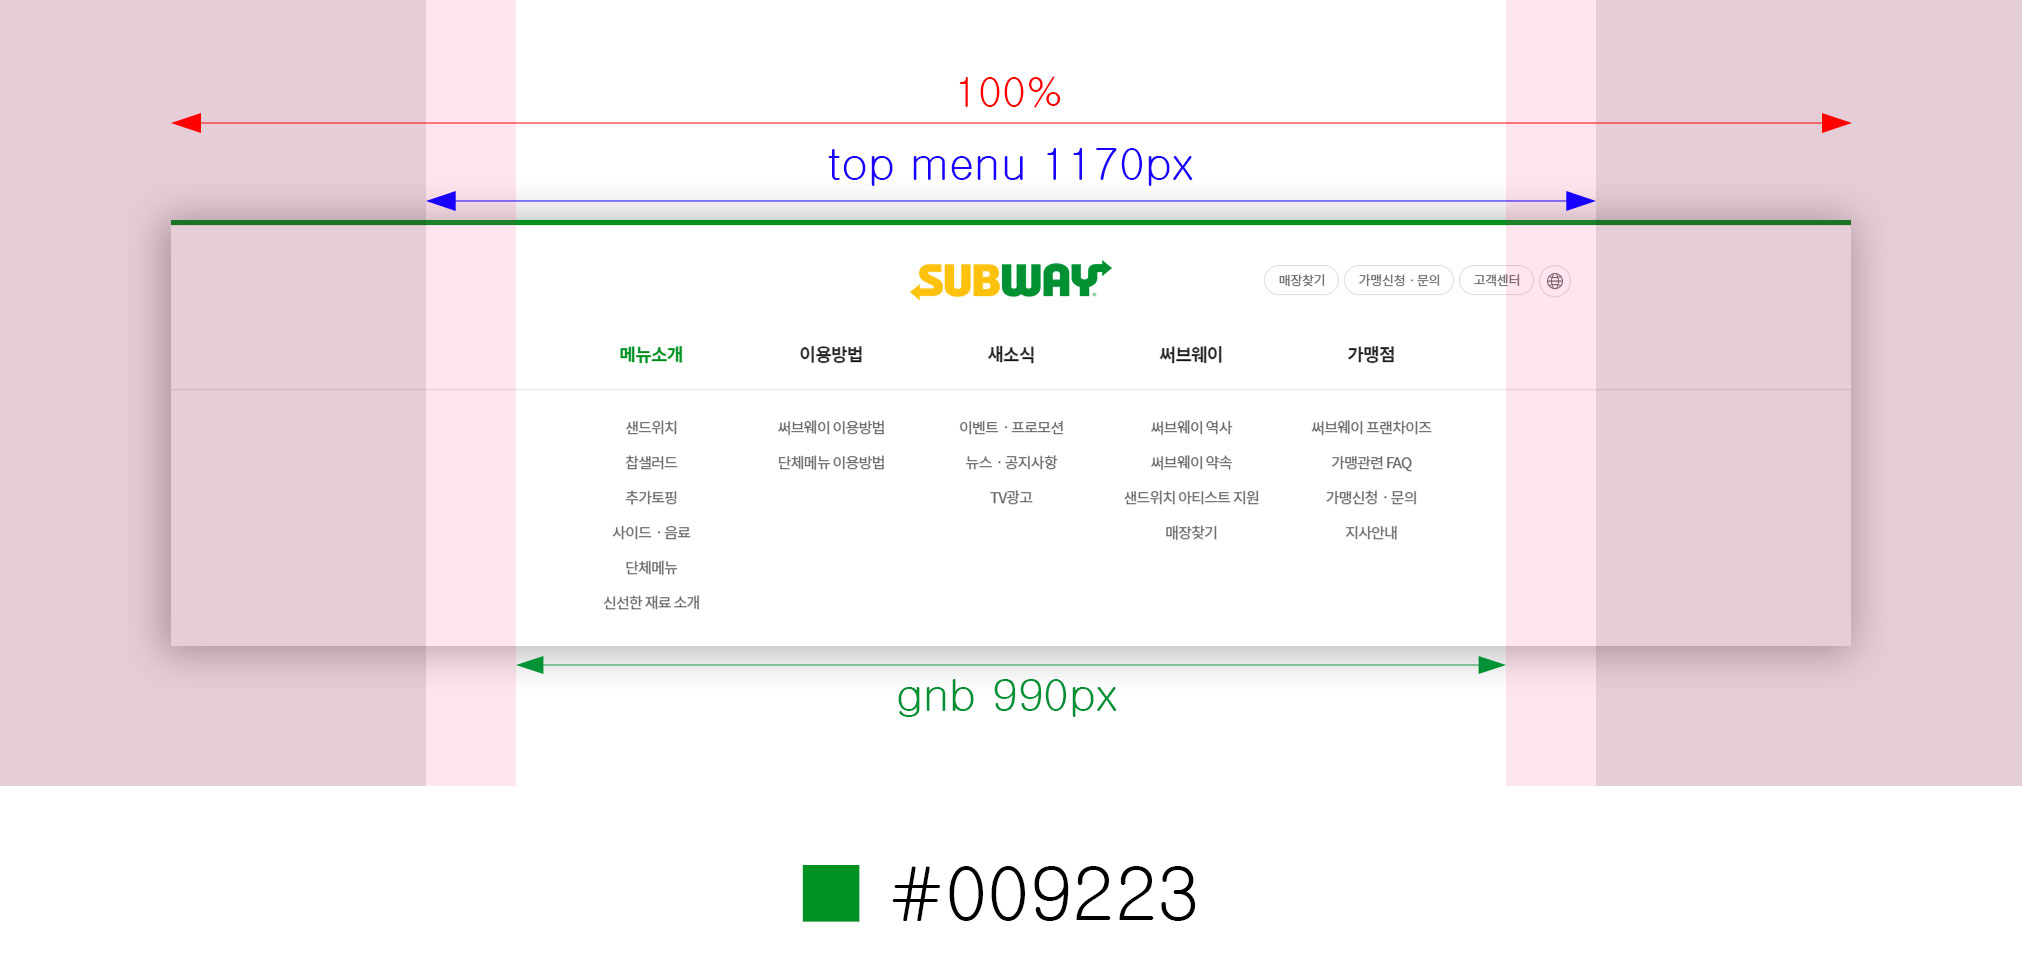 100%
top menu 1170px
SUBWAY
매장찾기 가맹신청 · 문의 고객센터
메뉴소개 이용방법 새소식 써브웨이 가맹점
샌드위치 써브웨이 이용방법 이벤트 · 프로모션 써브웨이 역사 써브웨이 프랜차이즈
찹샐러드 단체메뉴 이용방법 뉴스 · 공지사항 써브웨이 약속 가맹관련 FAQ
추가토핑 TV광고 샌드위치 아티스트 지원 가맹신청 · 문의
사이드 · 음료 매장찾기 지사안내
단체메뉴
신선한 재료 소개
gnb 990px
#009223